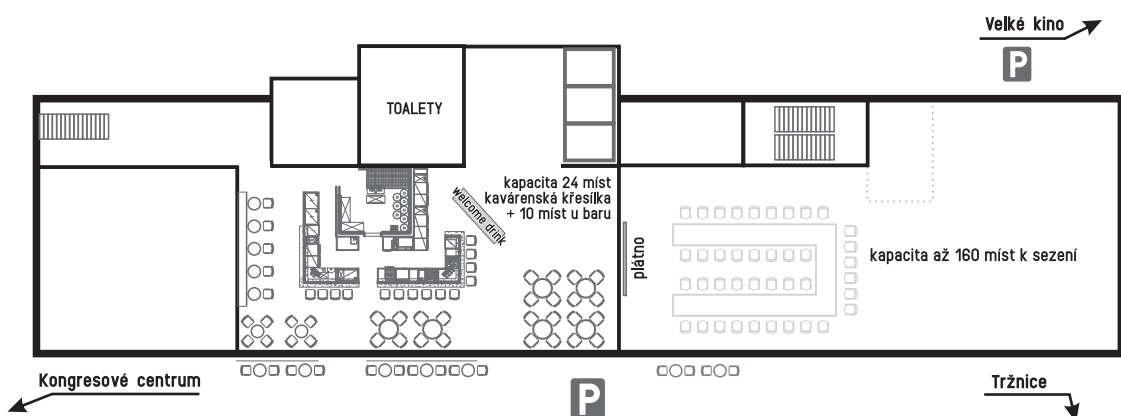 Velké kino
P
TOALETY
kapacita 24 míst
kavárenská křesílka
+ 10 míst u baru
welcome drink
plátno
kapacita až 160 míst k sezení
Kongresové centrum
P
Tržnice